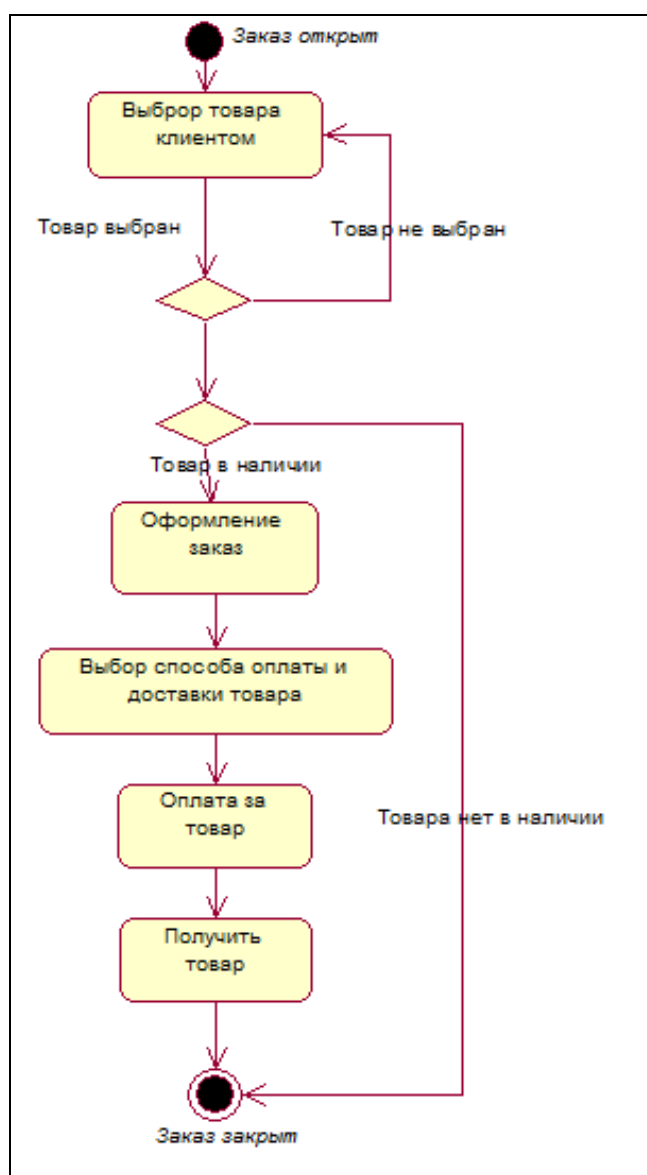 Заказ открыт
Выброр товара
клиентом
Товар выбран
Товар не выбран
Товар в наличии
Оформление
заказ
Выбор способа оплаты и
доставки товара
Оплата за
товар
Товара нет в наличии
Получить
товар
Заказ закрыт